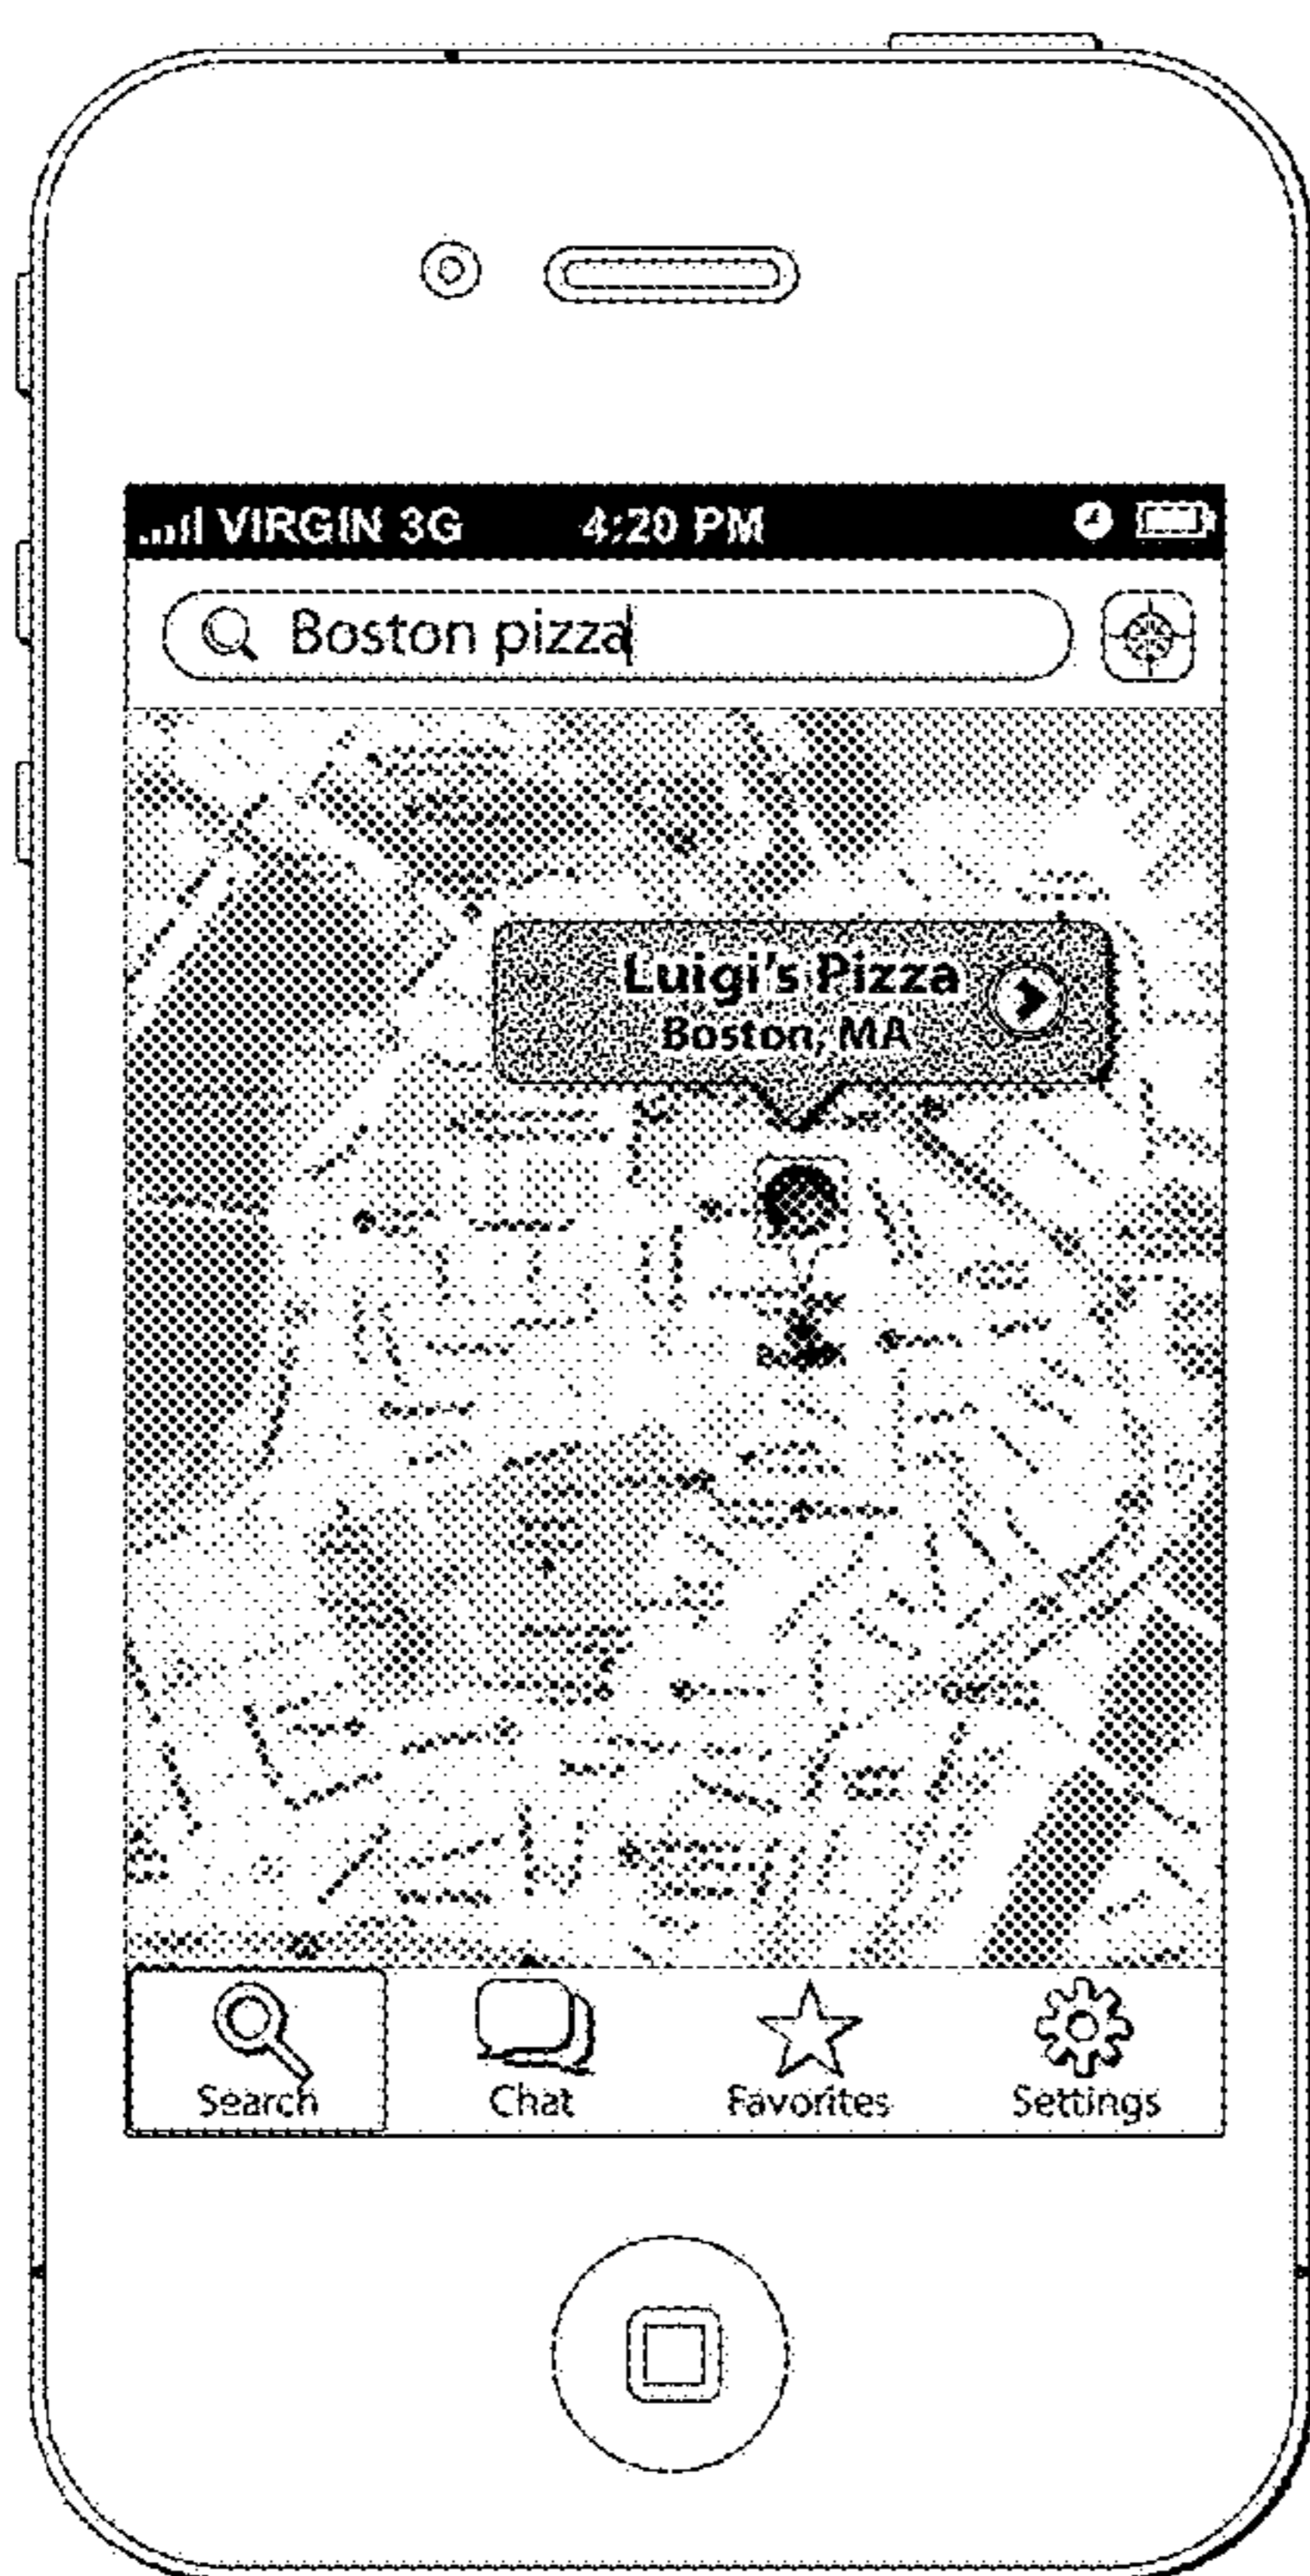 VIRGIN 3G 4:20 PM
Boston pizza
Luigi's Pizza
Boston, MA
Search Chat Favorites Settings